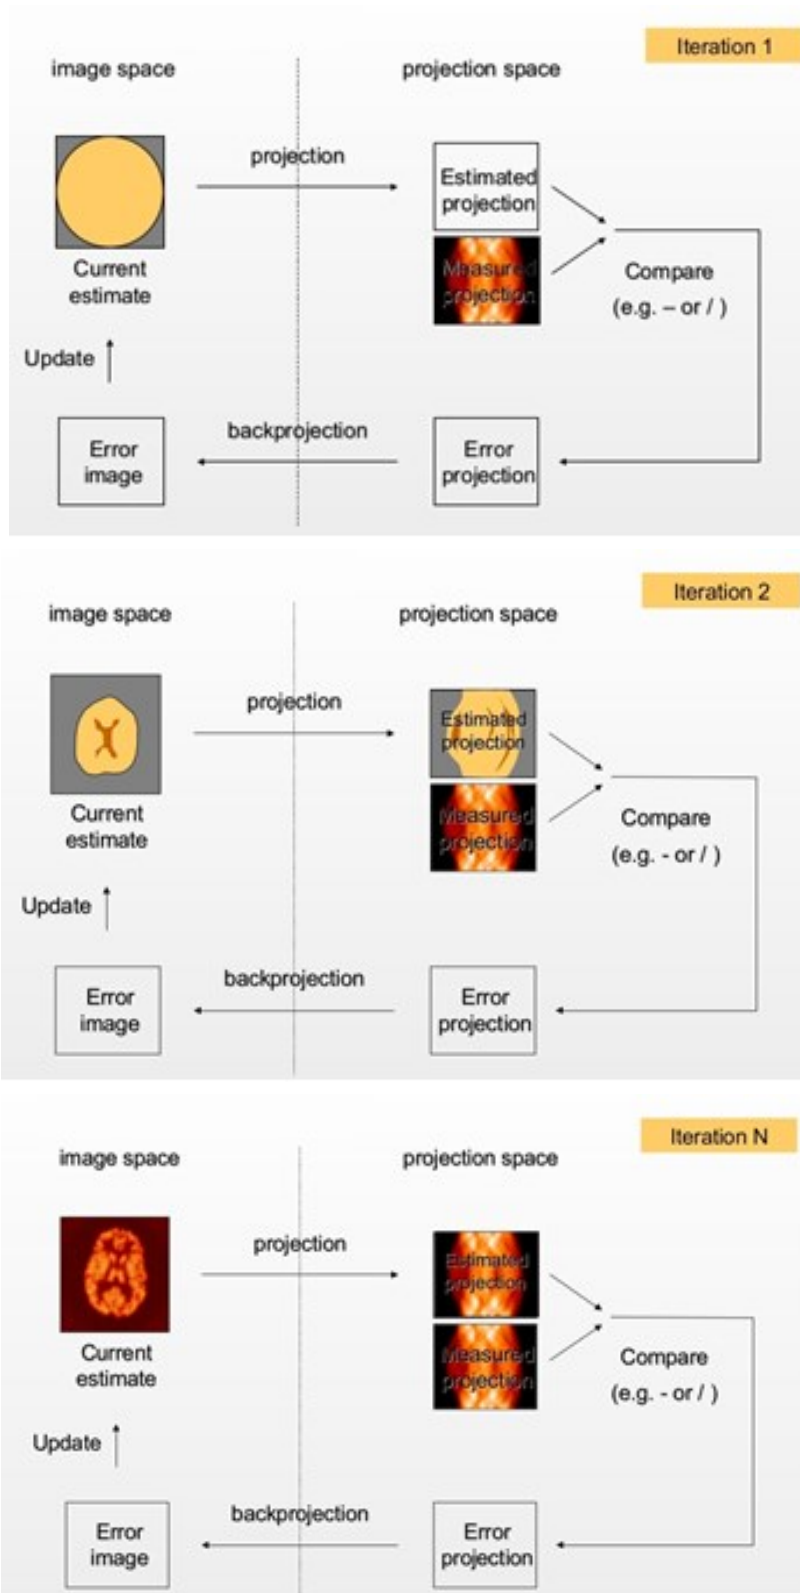 Iteration 1
image space
projection space
projection
Estimated
projection
Measured
projection
Current
estimate
Compare
(e.g. – or / )
Update
backprojection
Error
image
Error
projection
Iteration 2
image space
projection space
projection
Estimated
projection
Measured
projection
Current
estimate
Compare
(e.g. - or / )
Update
backprojection
Error
image
Error
projection
Iteration N
image space
projection space
projection
Estimated
projection
Measured
projection
Current
estimate
Compare
(e.g. - or / )
Update
backprojection
Error
image
Error
projection